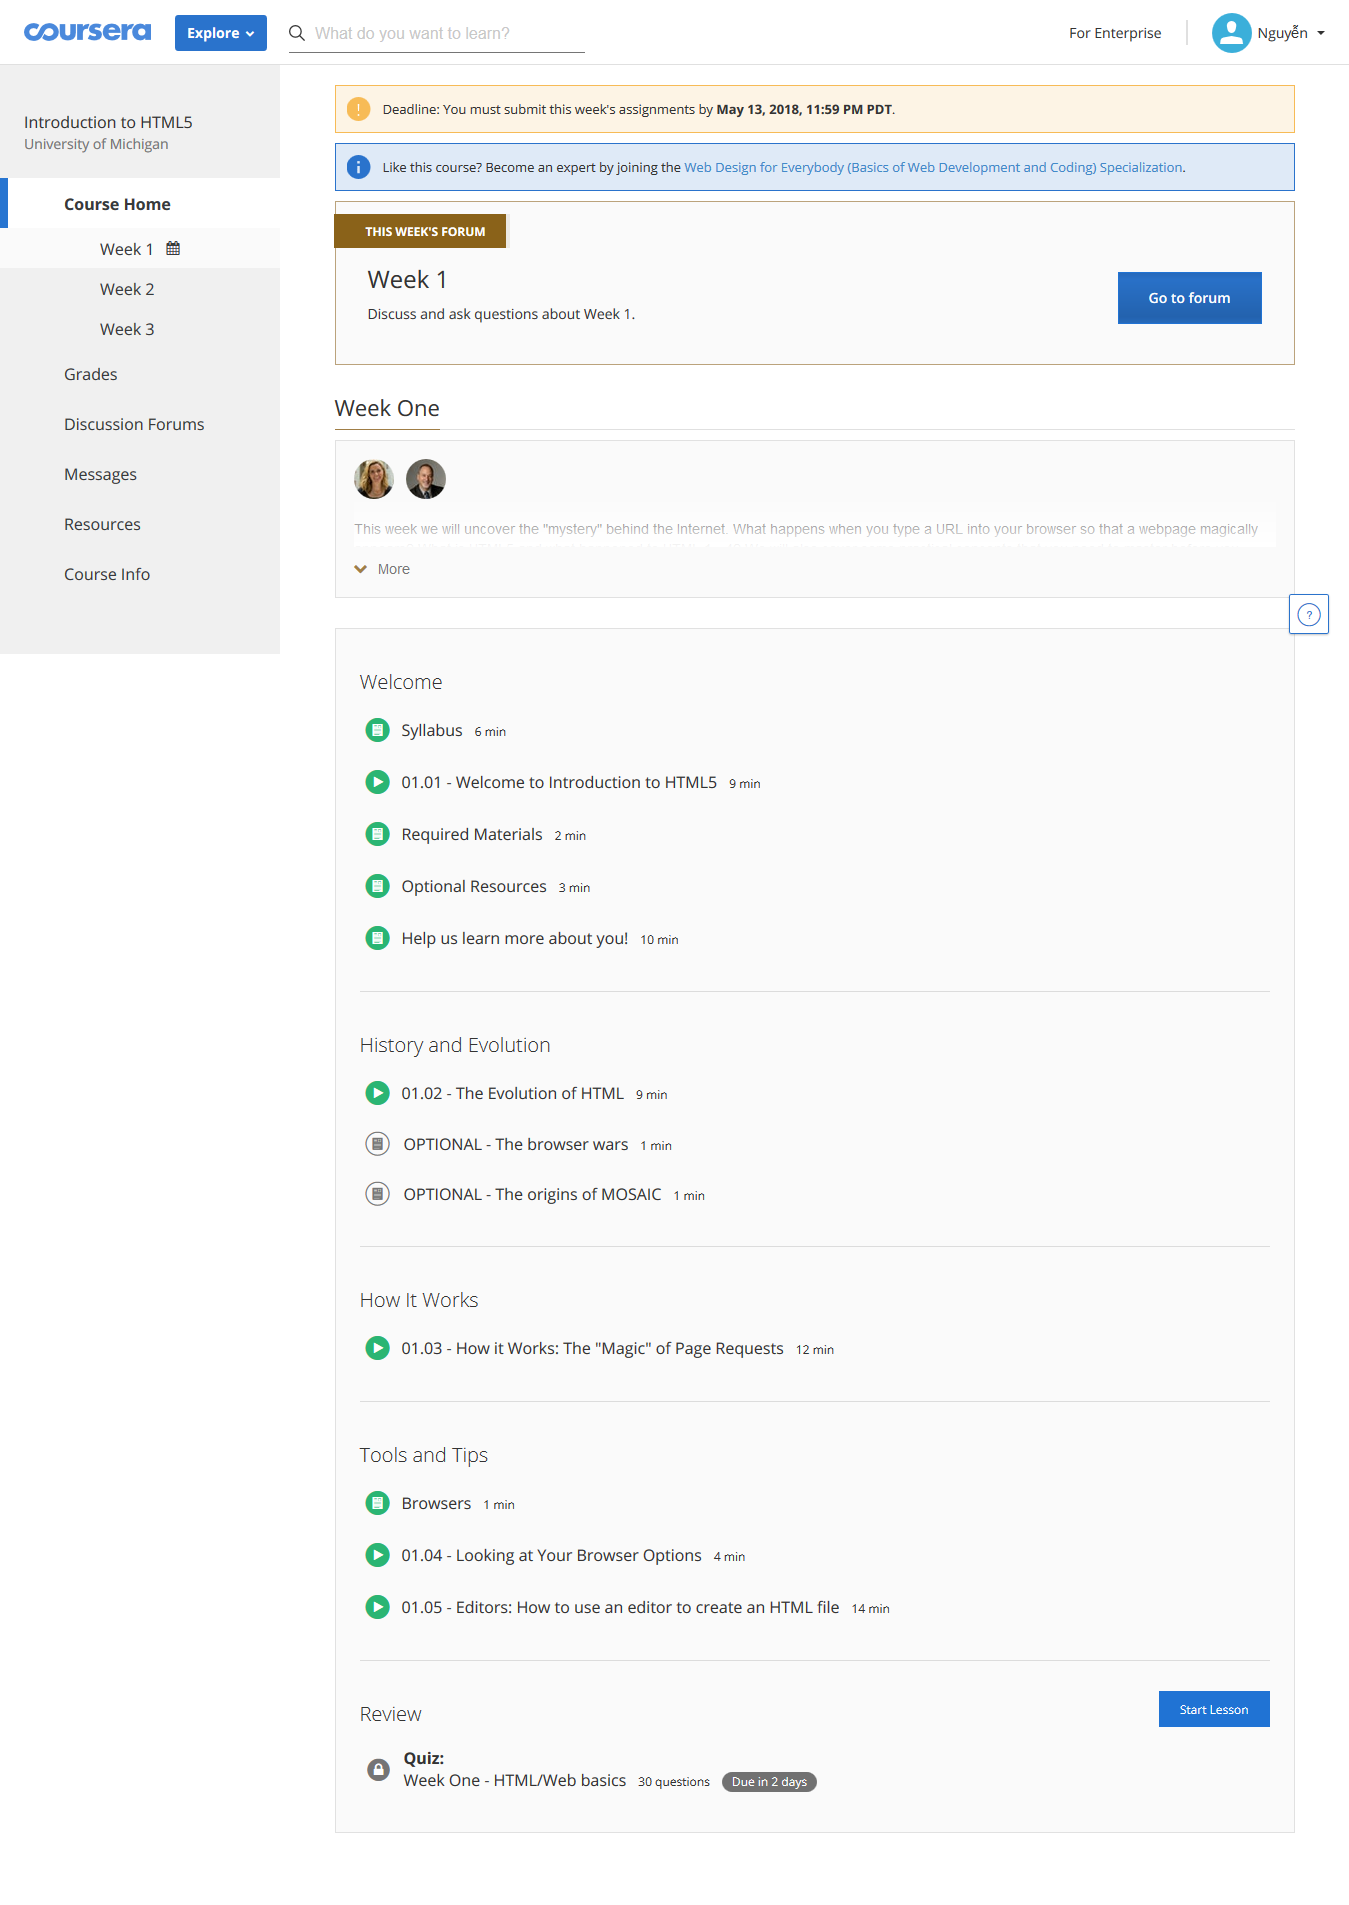 coursera
Explore
What do you want to learn?
For Enterprise
Nguyễn
Introduction to HTML5
University of Michigan
Course Home
Week 1
Week 2
Week 3
Grades
Discussion Forums
Messages
Resources
Course Info
Deadline: You must submit this week's assignments by May 13, 2018, 11:59 PM PDT.
Like this course? Become an expert by joining the Web Design for Everybody (Basics of Web Development and Coding) Specialization.
THIS WEEK'S FORUM
Week 1
Discuss and ask questions about Week 1.
Go to forum
Week One
This week we will uncover the "mystery" behind the Internet. What happens when you type a URL into your browser so that a webpage magically
More
?
Welcome
Syllabus 6 min
01.01 - Welcome to Introduction to HTML5 9 min
Required Materials 2 min
Optional Resources 3 min
Help us learn more about you! 10 min
History and Evolution
01.02 - The Evolution of HTML 9 min
OPTIONAL - The browser wars 1 min
OPTIONAL - The origins of MOSAIC 1 min
How It Works
01.03 - How it Works: The "Magic" of Page Requests 12 min
Tools and Tips
Browsers 1 min
01.04 - Looking at Your Browser Options 4 min
01.05 - Editors: How to use an editor to create an HTML file 14 min
Review
Start Lesson
Quiz:
Week One - HTML/Web basics 30 questions Due in 2 days